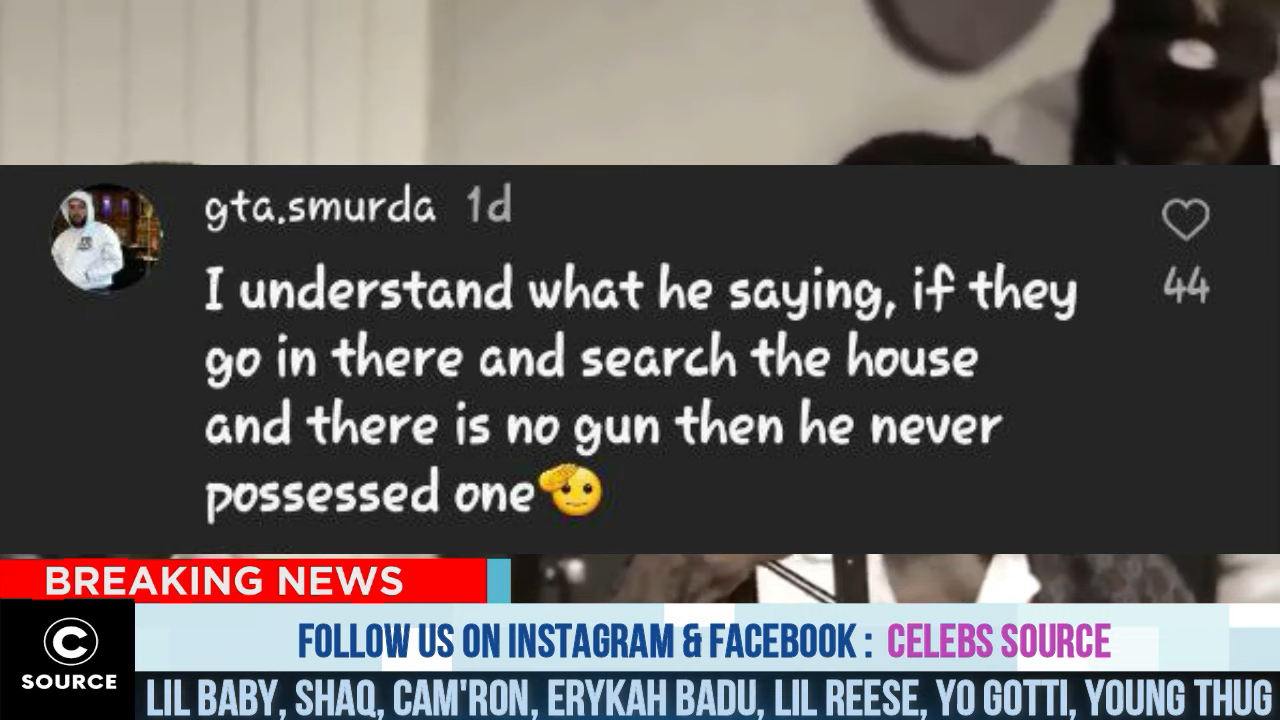 gta.smurda 1d
I understand what he saying, if they
go in there and search the house
and there is no gun then he never
possessed one🫡
44
BREAKING NEWS
C
SOURCE
FOLLOW US ON INSTAGRAM & FACEBOOK : CELEBS SOURCE
LIL BABY, SHAQ, CAM'RON, ERYKAH BADU, LIL REESE, YO GOTTI, YOUNG THUG